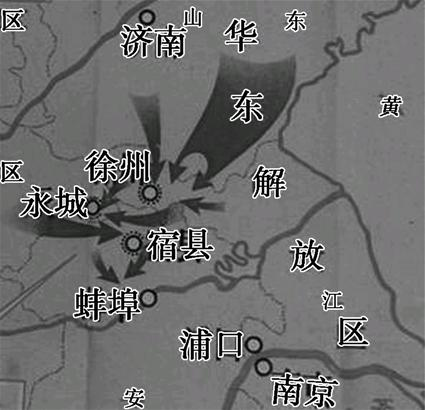 区
山
东
济南
华
东
解
放
区
黄
区
徐州
永城
宿县
蚌埠
江
浦口
南京
安